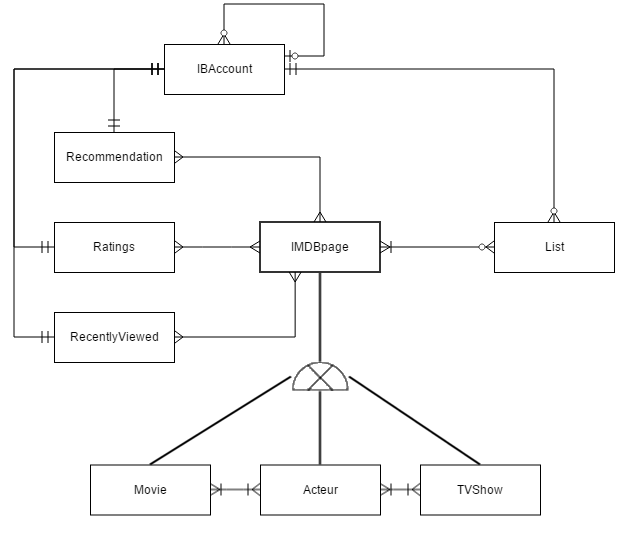 IBAccount
Recommendation
Ratings
IMDBpage
List
RecentlyViewed
Movie
Acteur
TVShow